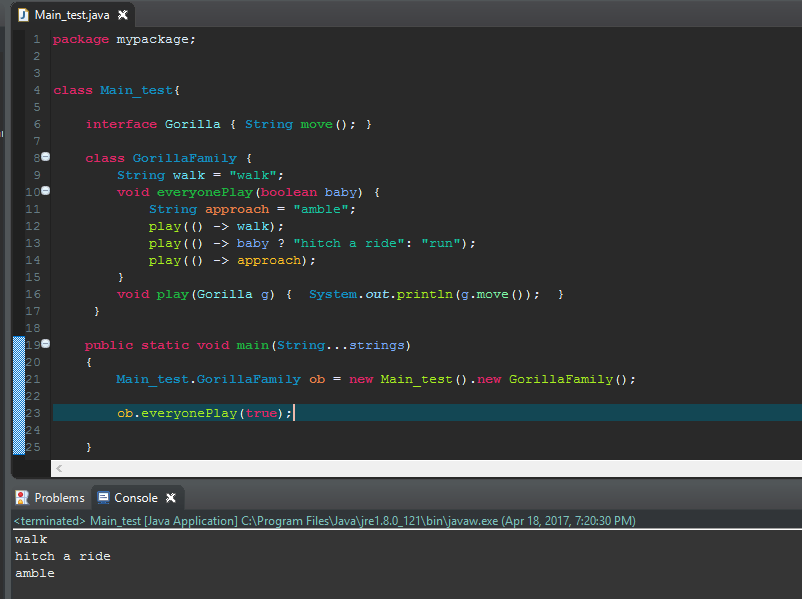 Main_test.java
1 package mypackage;
2
3
4 class Main_test{
5
6     interface Gorilla { String move(); }
7
8     class GorillaFamily {
9         String walk = "walk";
10         void everyonePlay(boolean baby) {
11             String approach = "amble";
12             play(() -> walk);
13             play(() -> baby ? "hitch a ride": "run");
14             play(() -> approach);
15         }
16         void play(Gorilla g) {  System.out.println(g.move());  }
17      }
18
19     public static void main(String...strings)
20     {
21         Main_test.GorillaFamily ob = new Main_test().new GorillaFamily();
22
23         ob.everyonePlay(true);
24
25     }
Problems Console
<terminated> Main_test [Java Application] C:\Program Files\Java\jre1.8.0_121\bin\javaw.exe (Apr 18, 2017, 7:20:30 PM)
walk
hitch a ride
amble